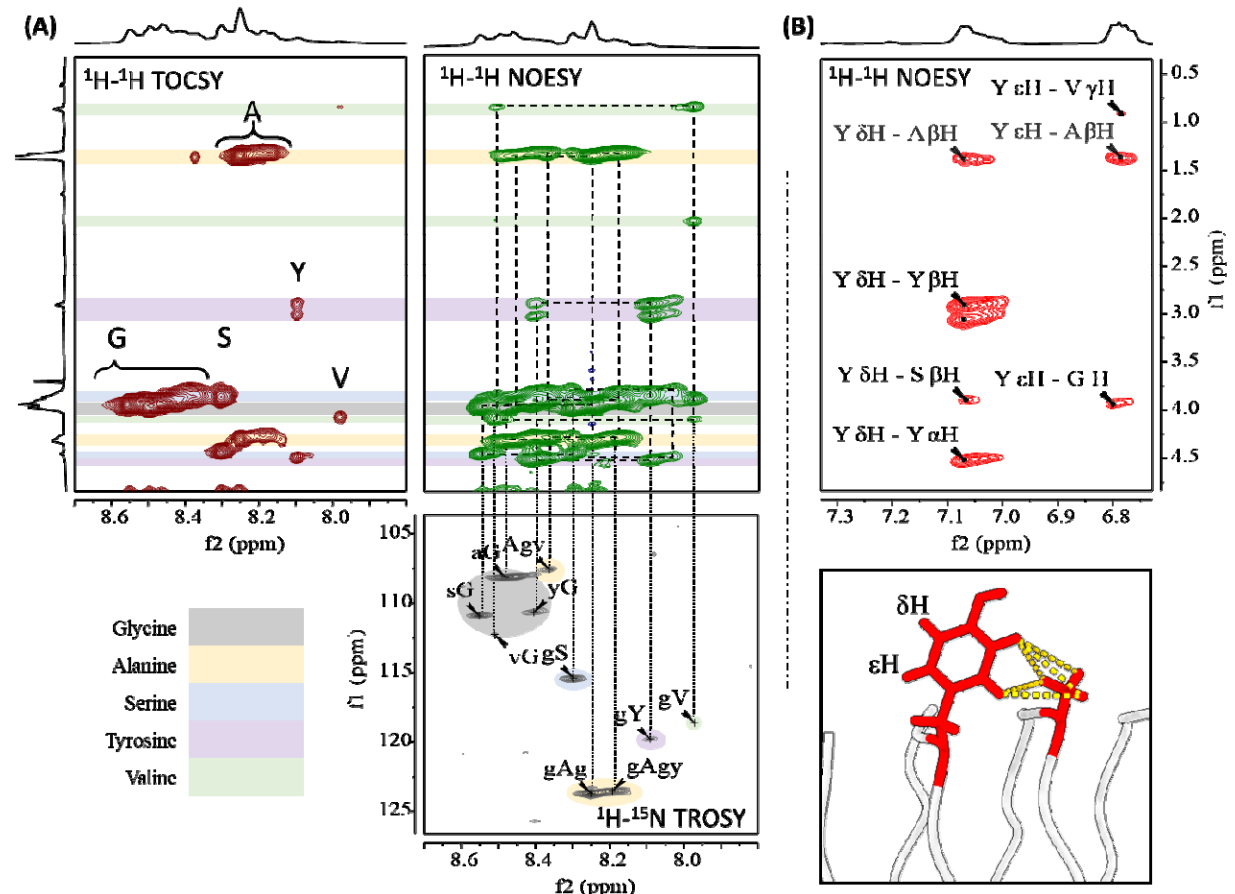 (A)
¹H-¹H TOCSY
A
Y
G
S
V
8.6
8.4
8.2
8.0
f2 (ppm)
¹H-¹H NOESY
105
110
115
120
125
f1 (ppm)
aG
Agv
sG
yG
vG
gS
gV
gY
gAg
gAgy
¹H-¹⁵N TROSY
8.6
8.4
8.2
8.0
f2 (ppm)
Glycine
Alanine
Serine
Tyrosine
Valine
(B)
¹H-¹H NOESY
Y εH - V γH
Y δH - A βH
Y εH - A βH
Y δH - Y βH
Y δH - S βH
Y εH - G H
Y δH - Y αH
0.5
1.0
1.5
2.0
2.5
3.0
3.5
4.0
4.5
f1 (ppm)
7.3
7.2
7.1
7.0
6.9
6.8
f2 (ppm)
δH
εH